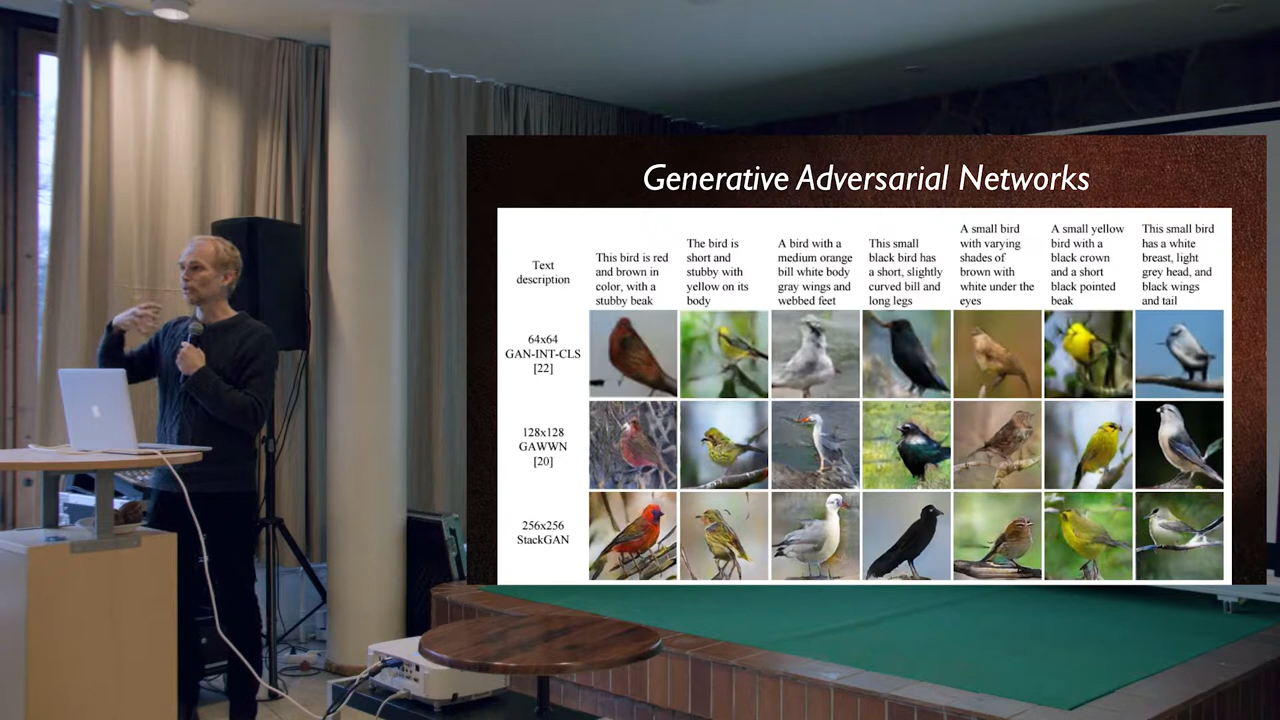 Generative Adversarial Networks
Text
description
This bird is red
and brown in
color, with a
stubby beak
The bird is
short and
stubby with
yellow on its
body
A bird with a
medium orange
bill white body
gray wings and
webbed feet
This small
black bird has
a short, slightly
curved bill and
long legs
A small bird
with varying
shades of
brown with
white under the
eyes
A small yellow
bird with a
black crown
and a short
black pointed
beak
This small bird
has a white
breast, light
grey head, and
black wings
and tail
64x64
GAN-INT-CLS
[22]
128x128
GAWWN
[20]
256x256
StackGAN